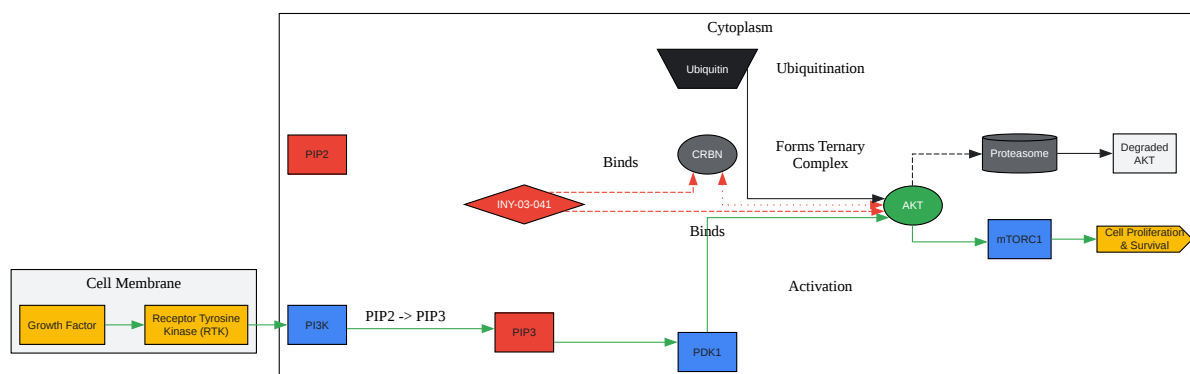 Cytoplasm
Ubiquitin
Ubiquitination
PIP2
Binds
CRBN
Forms Ternary
Complex
Proteasome
Degraded
AKT
INY-03-041
AKT
Binds
mTORC1
Cell Proliferation
& Survival
Cell Membrane
Activation
Growth Factor
Receptor Tyrosine
Kinase (RTK)
PI3K
PIP2 -> PIP3
PIP3
PDK1